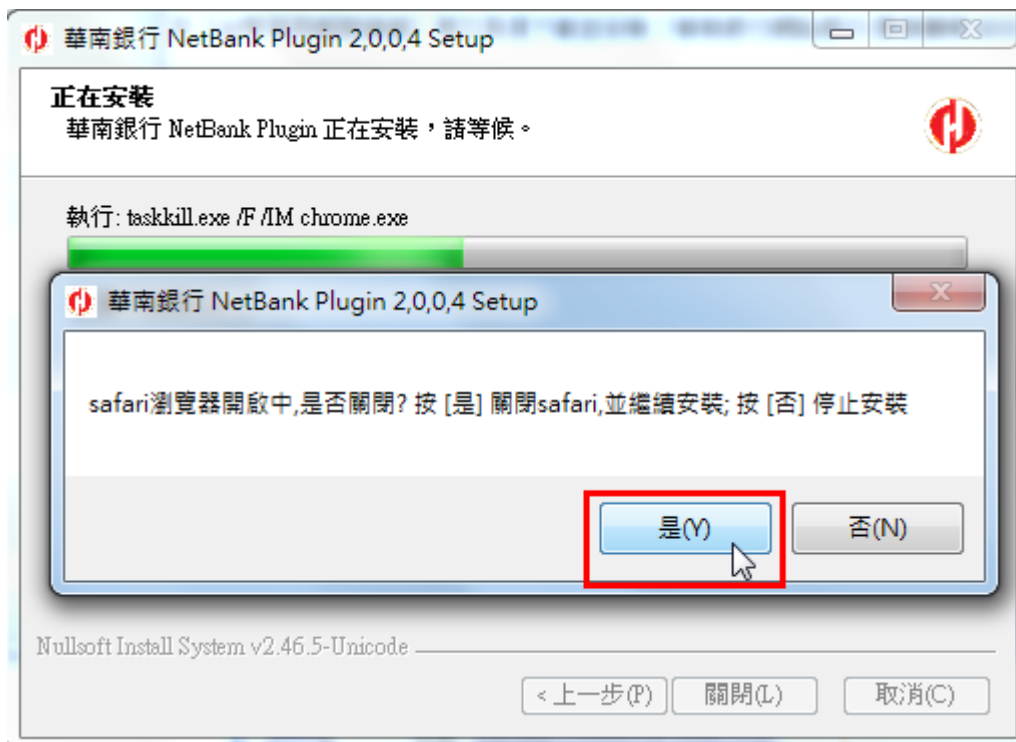 華南銀行 NetBank Plugin 2,0,0,4 Setup
正在安裝
華南銀行 NetBank Plugin 正在安裝，請等候。
執行: taskkill.exe /F /IM chrome.exe
華南銀行 NetBank Plugin 2,0,0,4 Setup
safari瀏覽器開啟中,是否關閉? 按 [是] 關閉safari,並繼續安裝; 按 [否] 停止安裝
是(Y) 否(N)
Nullsoft Install System v2.46.5-Unicode
< 上一步(P) 關閉(L) 取消(C)